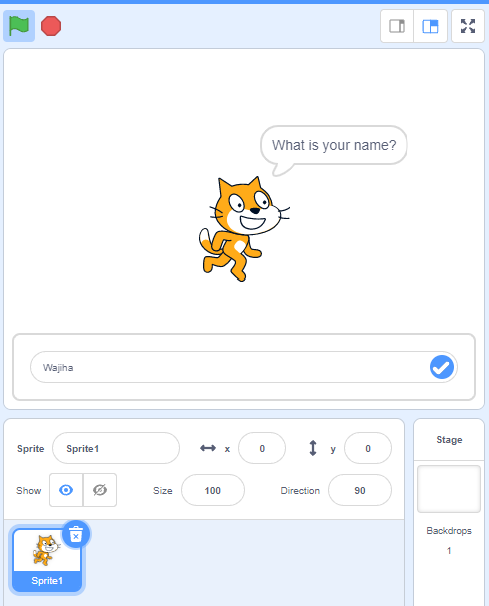 What is your name?
Wajiha
Sprite Sprite1 x 0 y 0
Show Size 100 Direction 90
Sprite1
Stage
Backdrops
1